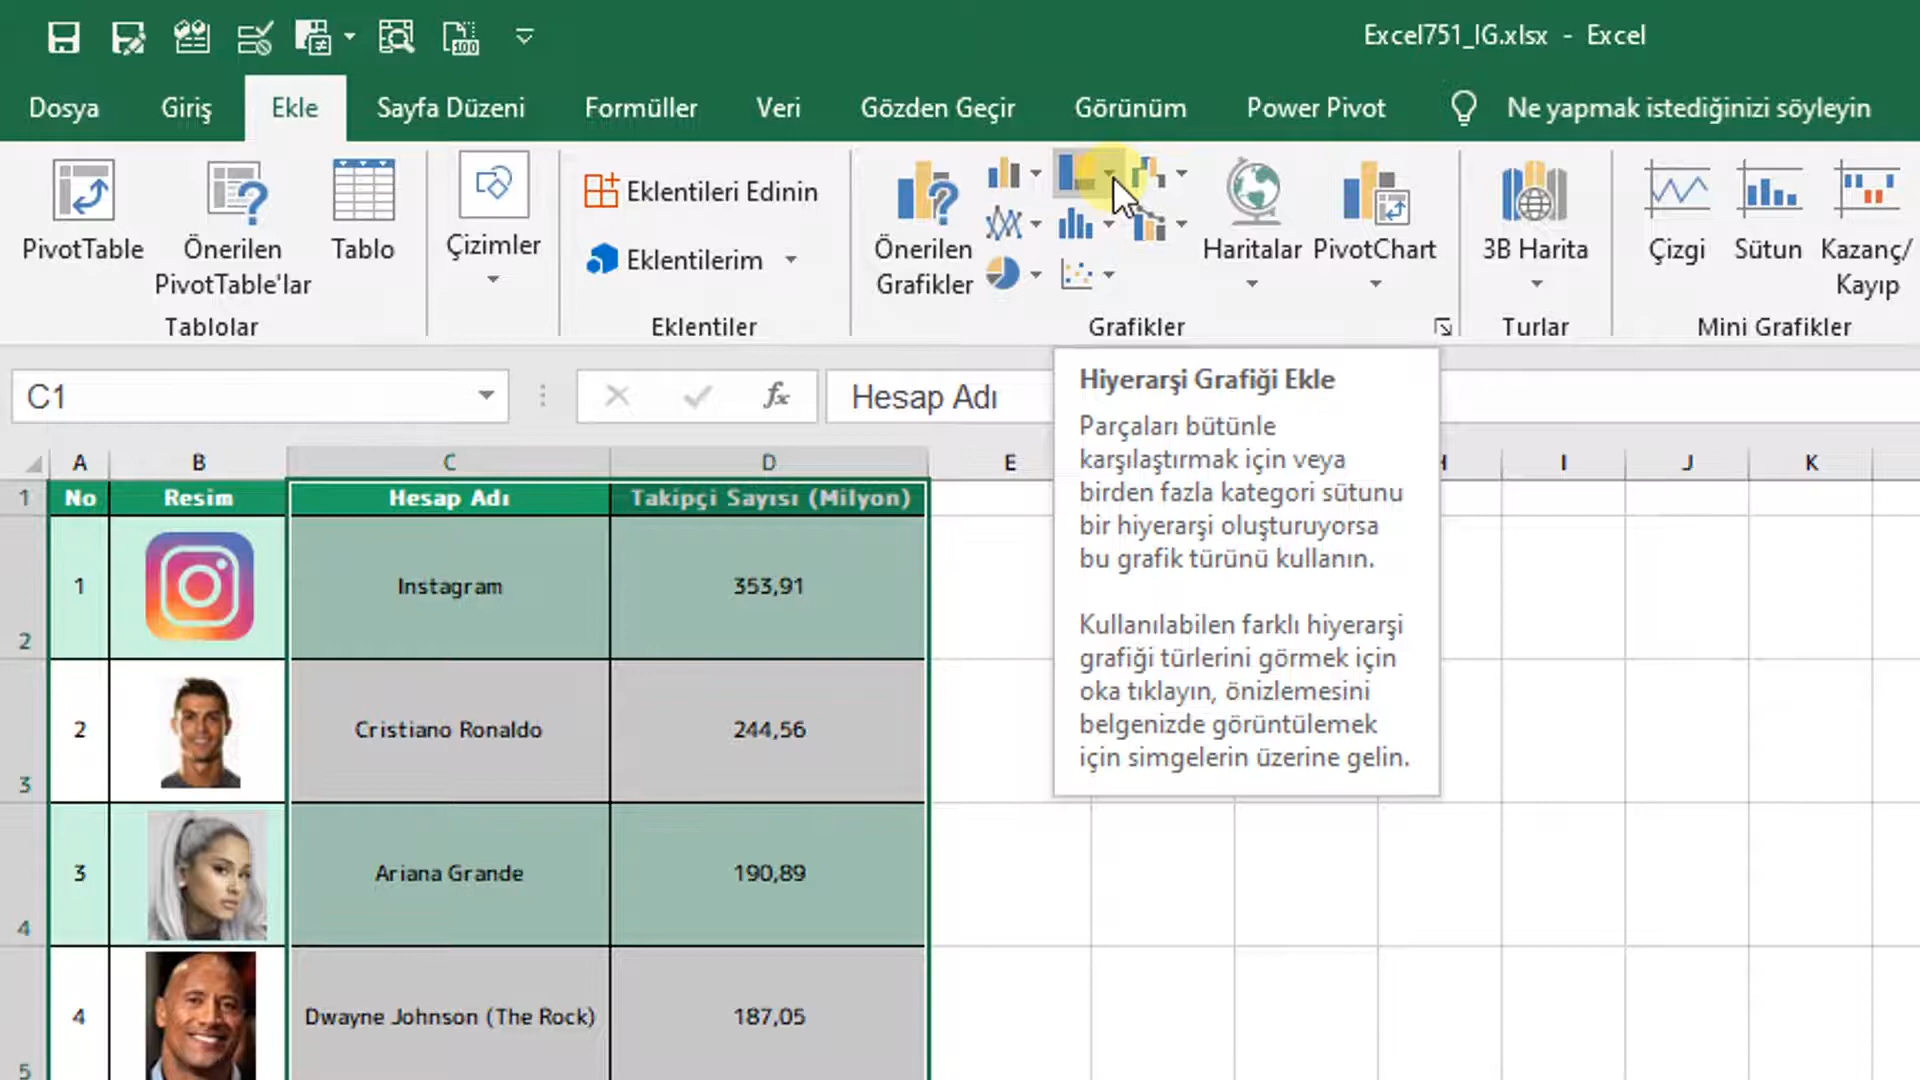 Excel751_IG.xlsx - Excel
Dosya Giriş Ekle Sayfa Düzeni Formüller Veri Gözden Geçir Görünüm Power Pivot Ne yapmak istediğinizi söyleyin
PivotTable
Önerilen
PivotTable'lar
Tablo
Tablolar
Çizimler
Eklentileri Edinin
Eklentilerim
Eklentiler
Önerilen
Grafikler
Haritalar
PivotChart
Grafikler
3B Harita
Turlar
Çizgi
Sütun
Kazanç/
Kayıp
Mini Grafikler
C1
fx
Hesap Adı
Hiyerarşi Grafiği Ekle
Parçaları bütünle
karşılaştırmak için veya
birden fazla kategori sütunu
bir hiyerarşi oluşturuyorsa
bu grafik türünü kullanın.
Kullanılabilen farklı hiyerarşi
grafiği türlerini görmek için
oka tıklayın, önizlemesini
belgenizde görüntülemek
için simgelerin üzerine gelin.
A B C D E H I J K
1 No Resim Hesap Adı Takipçi Sayısı (Milyon)
1 Instagram 353,91
2
2 Cristiano Ronaldo 244,56
3
3 Ariana Grande 190,89
4
4 Dwayne Johnson (The Rock) 187,05
5